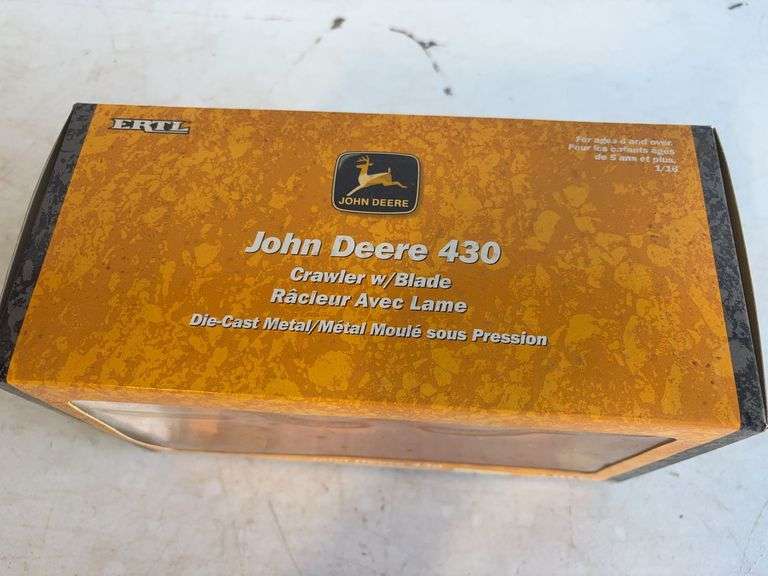 ERTL
For ages 5 and over.
Pour les enfants âgés
de 5 ans et plus.
1/16
JOHN DEERE
John Deere 430
Crawler w/Blade
Râcleur Avec Lame
Die-Cast Metal/Métal Moulé sous Pression